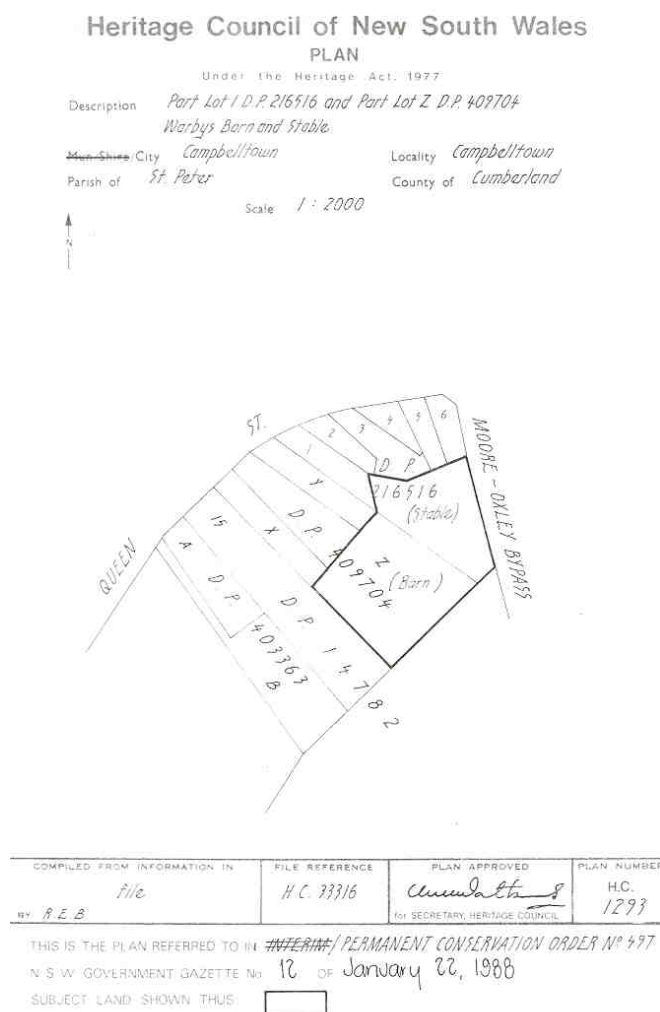 Heritage Council of New South Wales
PLAN
Under the Heritage Act, 1977
Description Part Lot 1 D.P. 216516 and Part Lot Z D.P. 409704
Warbys Barn and Stable
Mun Shire/City Campbelltown Locality Campbelltown
Parish of St. Peter County of Cumberland
Scale 1 : 2000
N
QUEEN ST.
MOORE - OXLEY BYPASS
1 2 3 4 5 6
D. P. 216516
(Stable)
Y
X
D. P. 409704
Z
(Barn)
15
D. P. 14782
A
D. P. 403363
B
COMPILED FROM INFORMATION IN
file
BY R.E.B
FILE REFERENCE
H.C. 33316
PLAN APPROVED
for SECRETARY, HERITAGE COUNCIL
PLAN NUMBER
H.C.
1293
THIS IS THE PLAN REFERRED TO IN INTERIM / PERMANENT CONSERVATION ORDER Nº 497
N S W GOVERNMENT GAZETTE No 12 OF January 22, 1988
SUBJECT LAND SHOWN THUS